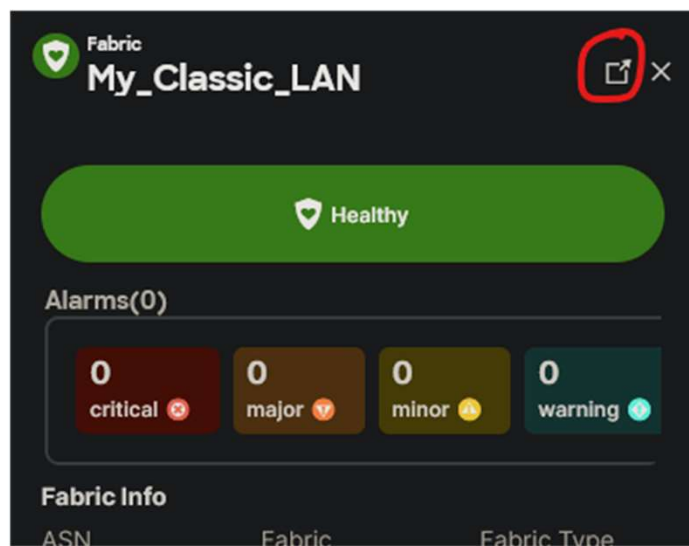 Fabric
My_Classic_LAN
Healthy
Alarms(0)
0 0 0 0
critical major minor warning
Fabric Info
ASN Fabric Fabric Type